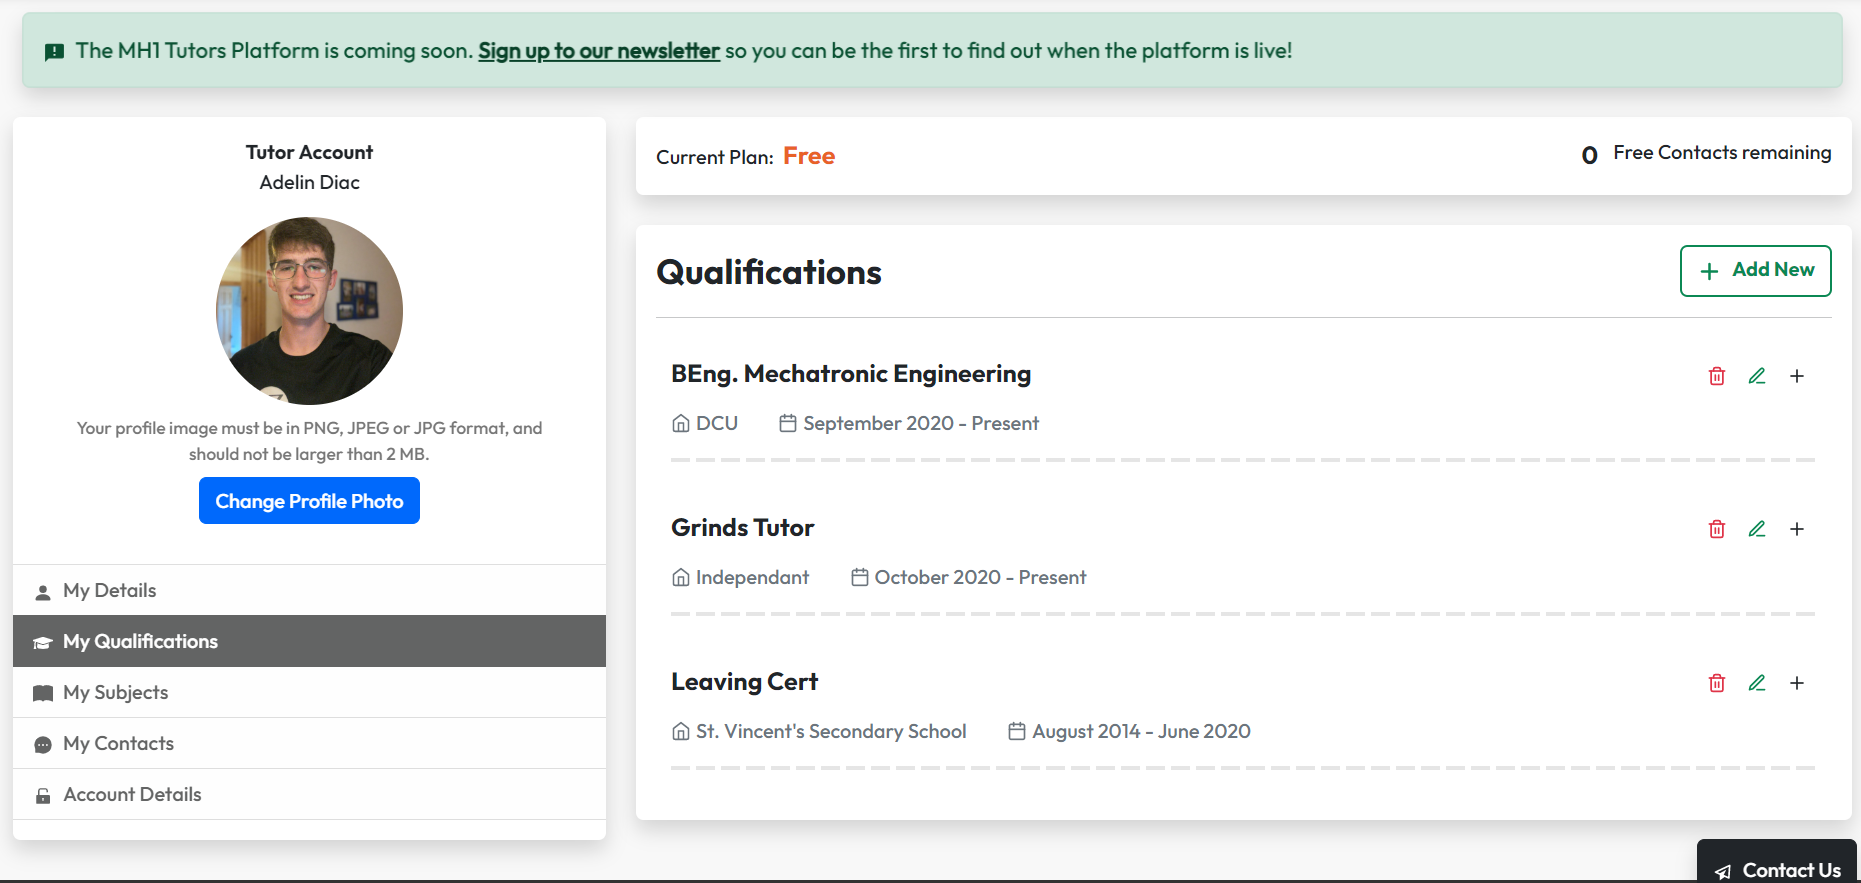 The MH1 Tutors Platform is coming soon. Sign up to our newsletter so you can be the first to find out when the platform is live!
Tutor Account
Adelin Diac
Your profile image must be in PNG, JPEG or JPG format, and
should not be larger than 2 MB.
Change Profile Photo
My Details
My Qualifications
My Subjects
My Contacts
Account Details
Current Plan: Free
0 Free Contacts remaining
Qualifications
Add New
BEng. Mechatronic Engineering
DCU September 2020 - Present
Grinds Tutor
Independant October 2020 - Present
Leaving Cert
St. Vincent's Secondary School August 2014 - June 2020
Contact Us